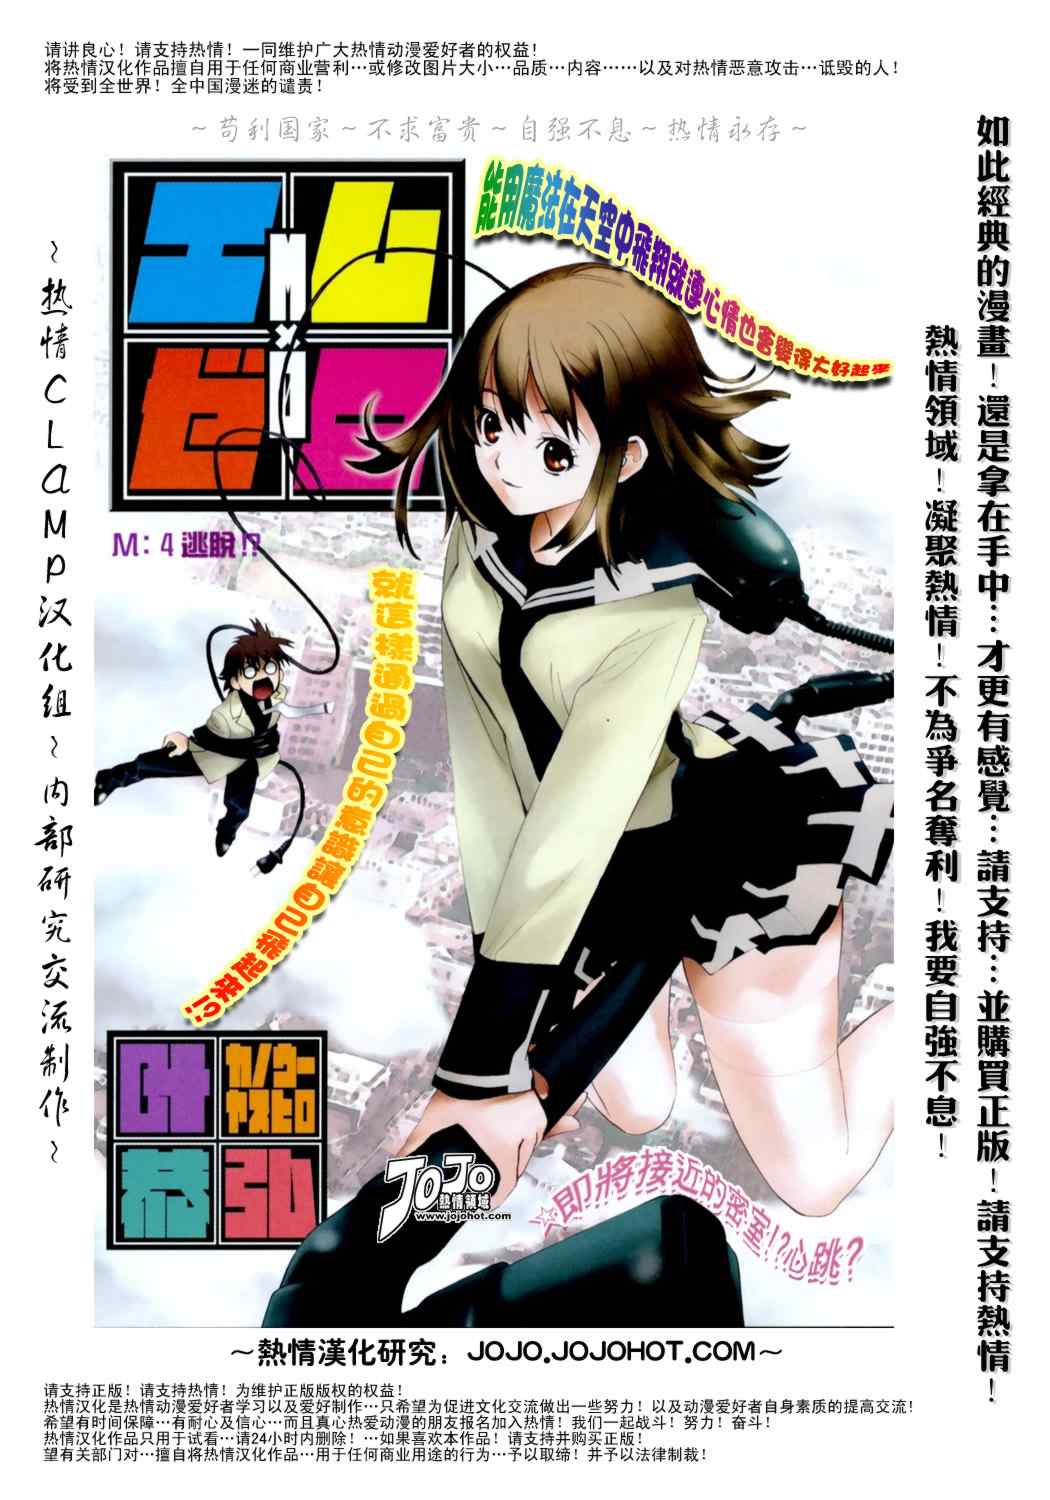 请讲良心！请支持热情！一同维护广大热情动漫爱好者的权益！
将热情汉化作品擅自用于任何商业营利…或修改图片大小…品质…内容……以及对热情恶意攻击…诋毁的人！
将受到全世界！全中国漫迷的谴责！
～苟利国家～不求富贵～自强不息～热情永存～
如此經典的漫畫！還是拿在手中…才更有感覺…請支持…並購買正版！請支持熱情！
熱情領域！凝聚熱情！不為爭名奪利！我要自強不息！
能用魔法在天空中飛翔就連心情也會變得大好起來
エム
×
ゼロ
M：4 逃脫!?
就這樣通過自己的意識讓自己飛起來!?
～热情CLAMP汉化组～内部研究交流制作～
叶
カノウー
ヤスヒロ
恭弘
JOJO
熱情領域
www.jojohot.com
☆即將接近的密室!?心跳?
～熱情漢化研究：JOJO.JOJOHOT.COM～
请支持正版！请支持热情！为维护正版版权的权益！
热情汉化是热情动漫爱好者学习以及爱好制作…只希望为促进文化交流做出一些努力！以及动漫爱好者自身素质的提高交流！
希望有时间保障…有耐心及信心…而且真心热爱动漫的朋友报名加入热情！我们一起战斗！努力！奋斗！
热情汉化作品只用于试看…请24小时内删除！…如果喜欢本作品！请支持并购买正版！
望有关部门对…擅自将热情汉化作品…用于任何商业用途的行为…予以取缔！并予以法律制裁！